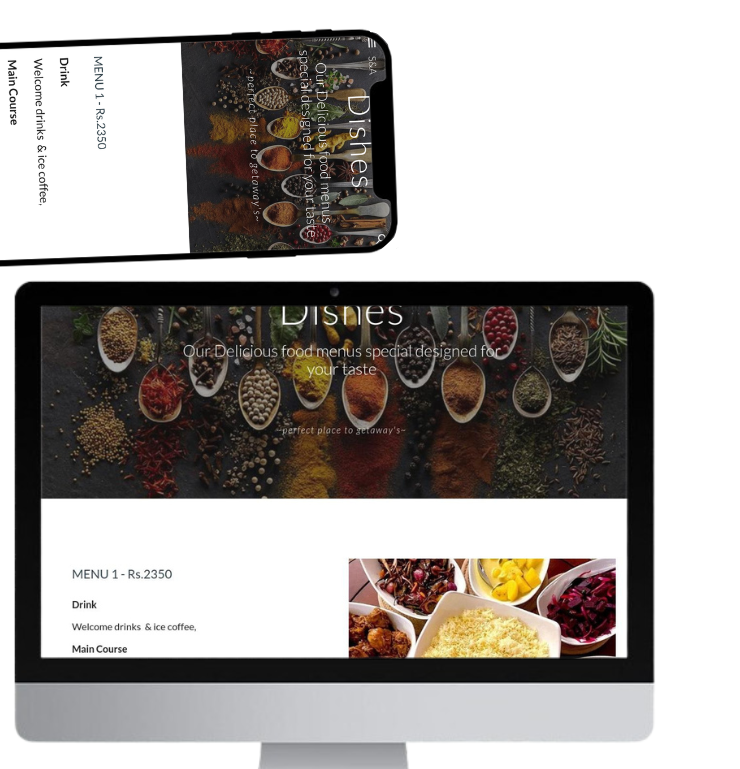 S&A
Dishes
Our Delicious food menus
special designed for your taste
~perfect place to getaway's~
MENU 1 - Rs.2350
Drink
Welcome drinks & ice coffee,
Main Course
Dishes
Our Delicious food menus special designed for
your taste
~perfect place to getaway's~
MENU 1 - Rs.2350
Drink
Welcome drinks & ice coffee,
Main Course